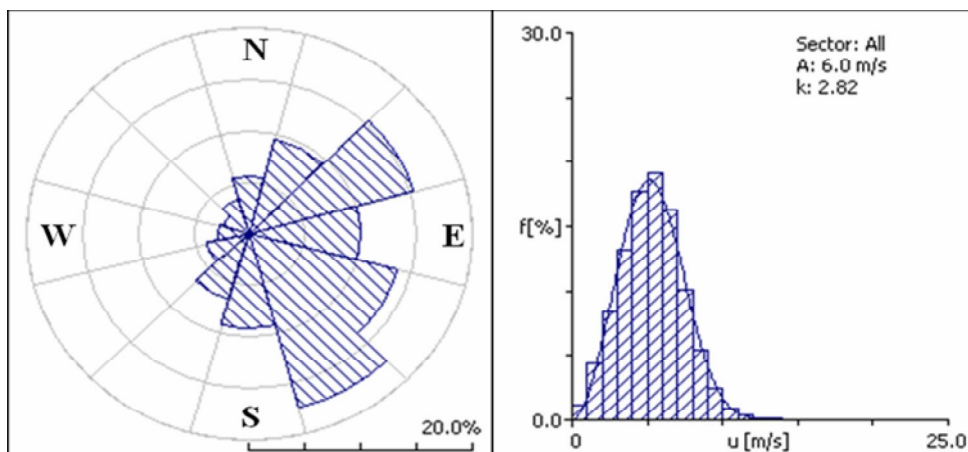 N
W
E
S
20.0%
30.0
Sector: All
A: 6.0 m/s
k: 2.82
f[%]
0.0
0
u [m/s]
25.0